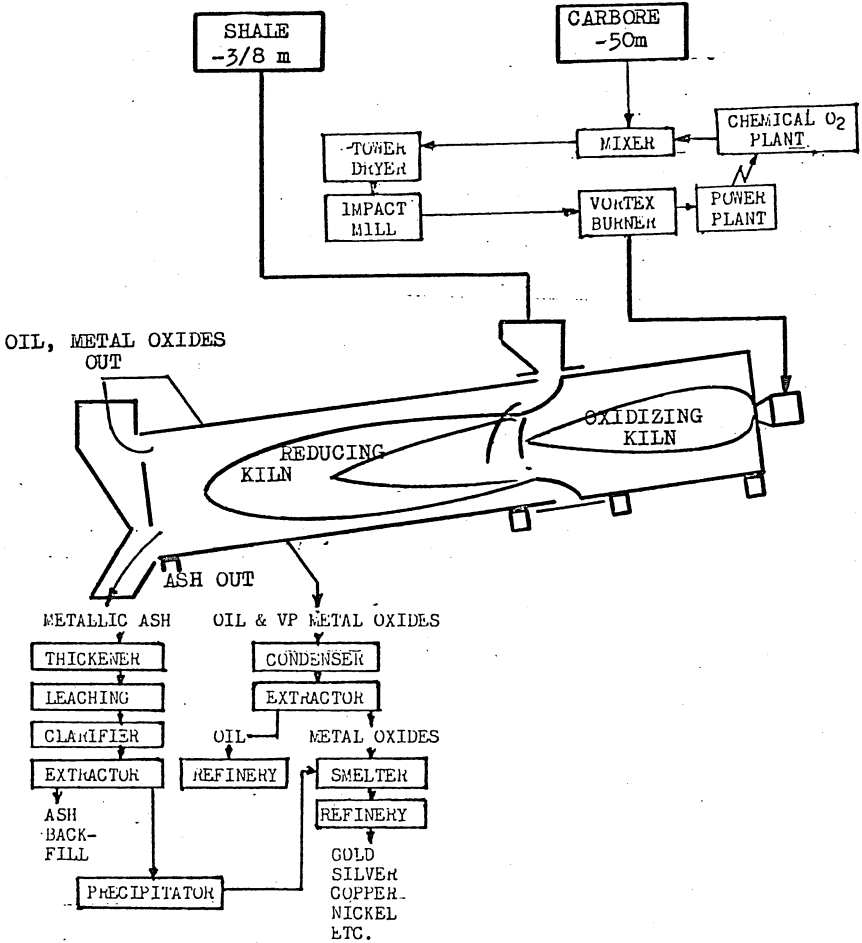 SHALE
-3/8 m
CARBORE
-50m
CHEMICAL O2
PLANT
MIXER
TOWER
DRYER
IMPACT
MILL
VORTEX
BURNER
POWER
PLANT
OIL, METAL OXIDES
OUT
OXIDIZING
KILN
REDUCING
KILN
ASH OUT
METALLIC ASH
OIL & VP METAL OXIDES
THICKENER
CONDENSER
LEACHING
EXTRACTOR
CLARIFIER
OIL
METAL OXIDES
EXTRACTOR
REFINERY
SMELTER
ASH
BACK-
FILL
REFINERY
PRECIPITATOR
GOLD
SILVER
COPPER
NICKEL
ETC.